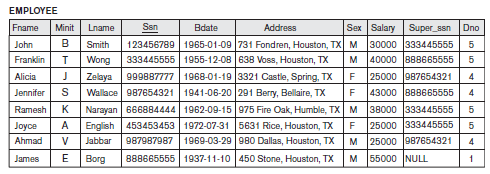 EMPLOYEE
Fname Minit Lname Ssn Bdate Address Sex Salary Super_ssn Dno
John B Smith 123456789 1965-01-09 731 Fondren, Houston, TX M 30000 333445555 5
Franklin T Wong 333445555 1955-12-08 638 Voss, Houston, TX M 40000 888665555 5
Alicia J Zelaya 999887777 1968-01-19 3321 Castle, Spring, TX F 25000 987654321 4
Jennifer S Wallace 987654321 1941-06-20 291 Berry, Bellaire, TX F 43000 888665555 4
Ramesh K Narayan 666884444 1962-09-15 975 Fire Oak, Humble, TX M 38000 333445555 5
Joyce A English 453453453 1972-07-31 5631 Rice, Houston, TX F 25000 333445555 5
Ahmad V Jabbar 987987987 1969-03-29 980 Dallas, Houston, TX M 25000 987654321 4
James E Borg 888665555 1937-11-10 450 Stone, Houston, TX M 55000 NULL 1